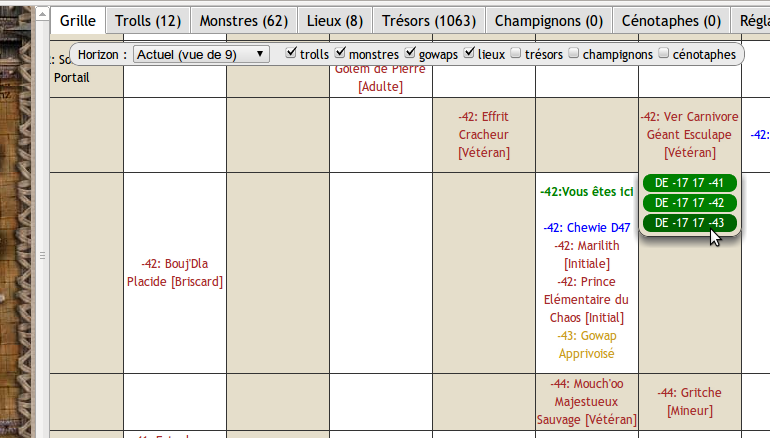 Grille
Trolls (12)
Monstres (62)
Lieux (8)
Trésors (1063)
Champignons (0)
Cénotaphes (0)
Régla
Horizon :
Actuel (vue de 9)
trolls
monstres
gowaps
lieux
trésors
champignons
cénotaphes
Portail
Golem de Pierre
[Adulte]
-42: Effrit
Cracheur
[Vétéran]
-42: Ver Carnivore
Géant Esculape
[Vétéran]
-42:
DE -17 17 -41
DE -17 17 -42
DE -17 17 -43
-42: Bouj'Dla
Placide [Briscard]
-42:Vous êtes ici
-42: Chewie D47
-42: Marilith
[Initiale]
-42: Prince
Elémentaire du
Chaos [Initial]
-43: Gowap
Apprivoisé
-44: Mouch'oo
Majestueux
Sauvage [Vétéran]
-44: Gritche
[Mineur]